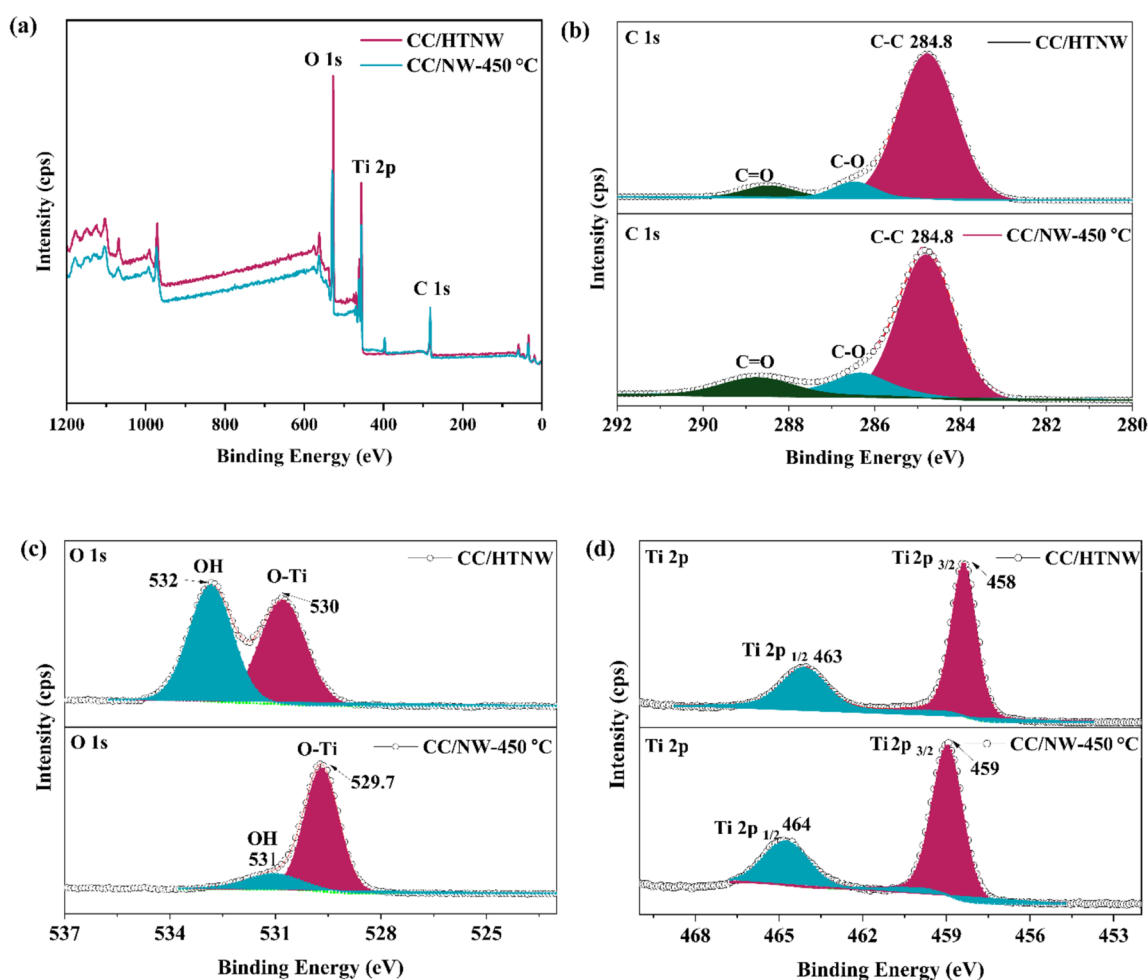 (a)
CC/HTNW
CC/NW-450 °C
O 1s
Ti 2p
C 1s
Intensity (cps)
1200 1000 800 600 400 200 0
Binding Energy (eV)
(b)
C 1s
C-C 284.8
CC/HTNW
C-O
C=O
C 1s
C-C 284.8
CC/NW-450 °C
C=O
C-O
Intensity (cps)
292 290 288 286 284 282 280
Binding Energy (eV)
(c)
O 1s
CC/HTNW
OH
532
O-Ti
530
O 1s
CC/NW-450 °C
O-Ti
529.7
OH
531
Intensity (cps)
537 534 531 528 525
Binding Energy (eV)
(d)
Ti 2p
Ti 2p 3/2
CC/HTNW
458
Ti 2p 1/2 463
Ti 2p
Ti 2p 3/2
CC/NW-450 °C
459
Ti 2p 1/2 464
Intensity (cps)
468 465 462 459 456 453
Binding Energy (eV)